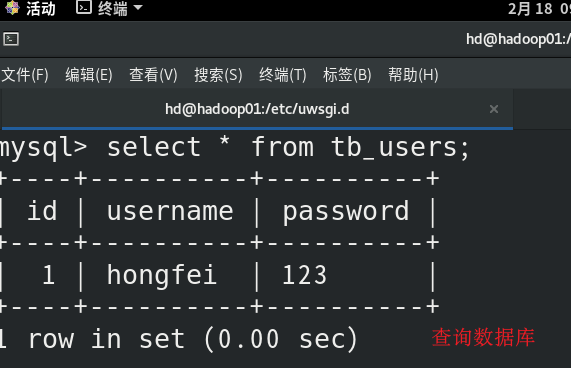 活动 终端 2月 18 09
hd@hadoop01:/
文件(F) 编辑(E) 查看(V) 搜索(S) 终端(T) 标签(B) 帮助(H)
hd@hadoop01:/etc/uwsgi.d ×
mysql> select * from tb_users;
+----+----------+----------+
| id | username | password |
+----+----------+----------+
|  1 | hongfei  | 123      |
+----+----------+----------+
1 row in set (0.00 sec) 查询数据库